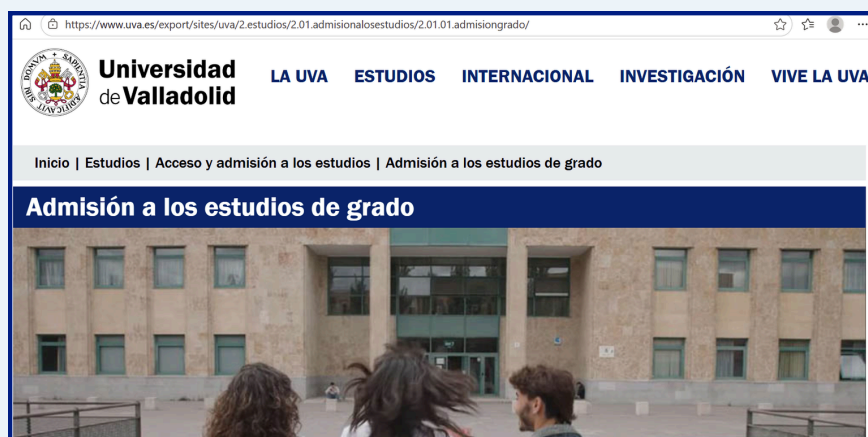 https://www.uva.es/export/sites/uva/2.estudios/2.01.admisionalosestudios/2.01.01.admisiongrado/
Universidad
de Valladolid
LA UVA ESTUDIOS INTERNACIONAL INVESTIGACIÓN VIVE LA UVA
Inicio | Estudios | Acceso y admisión a los estudios | Admisión a los estudios de grado
Admisión a los estudios de grado